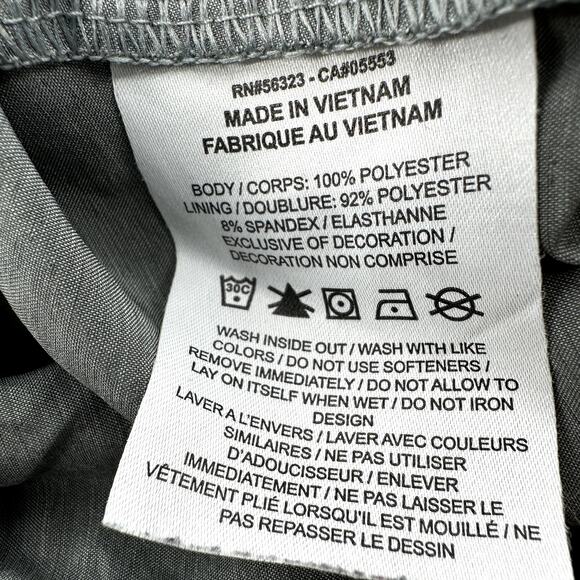 RN#56323 - CA#05553
MADE IN VIETNAM
FABRIQUE AU VIETNAM
BODY / CORPS: 100% POLYESTER
LINING / DOUBLURE: 92% POLYESTER
8% SPANDEX / ELASTHANNE
EXCLUSIVE OF DECORATION /
DECORATION NON COMPRISE
30C
WASH INSIDE OUT / WASH WITH LIKE
COLORS / DO NOT USE SOFTENERS /
REMOVE IMMEDIATELY / DO NOT ALLOW TO
LAY ON ITSELF WHEN WET / DO NOT IRON
DESIGN
LAVER A L'ENVERS / LAVER AVEC COULEURS
SIMILAIRES / NE PAS UTILISER
D'ADOUCISSEUR / ENLEVER
IMMEDIATEMENT / NE PAS LAISSER LE
VÊTEMENT PLIÉ LORSQU'IL EST MOUILLÉ / NE
PAS REPASSER LE DESSIN